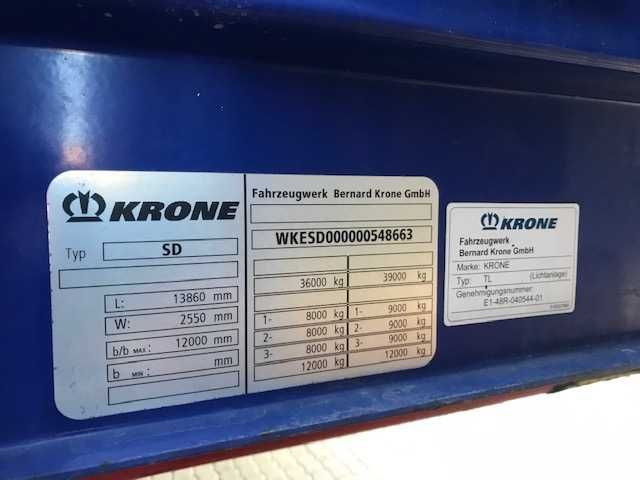 KRONE
Typ SD
L: 13860 mm
W: 2550 mm
b/b MAX: 12000 mm
b MIN: mm
Fahrzeugwerk Bernard Krone GmbH
WKESD000000548663
36000 kg 39000 kg
1- 8000 kg 1- 9000 kg
2- 8000 kg 2- 9000 kg
3- 8000 kg 3- 9000 kg
12000 kg 12000 kg
KRONE
Fahrzeugwerk
Bernard Krone GmbH
Marke: KRONE
Typ: TL (Lichtanlage)
Genehmigungsnummer:
E1-48R-040544-01